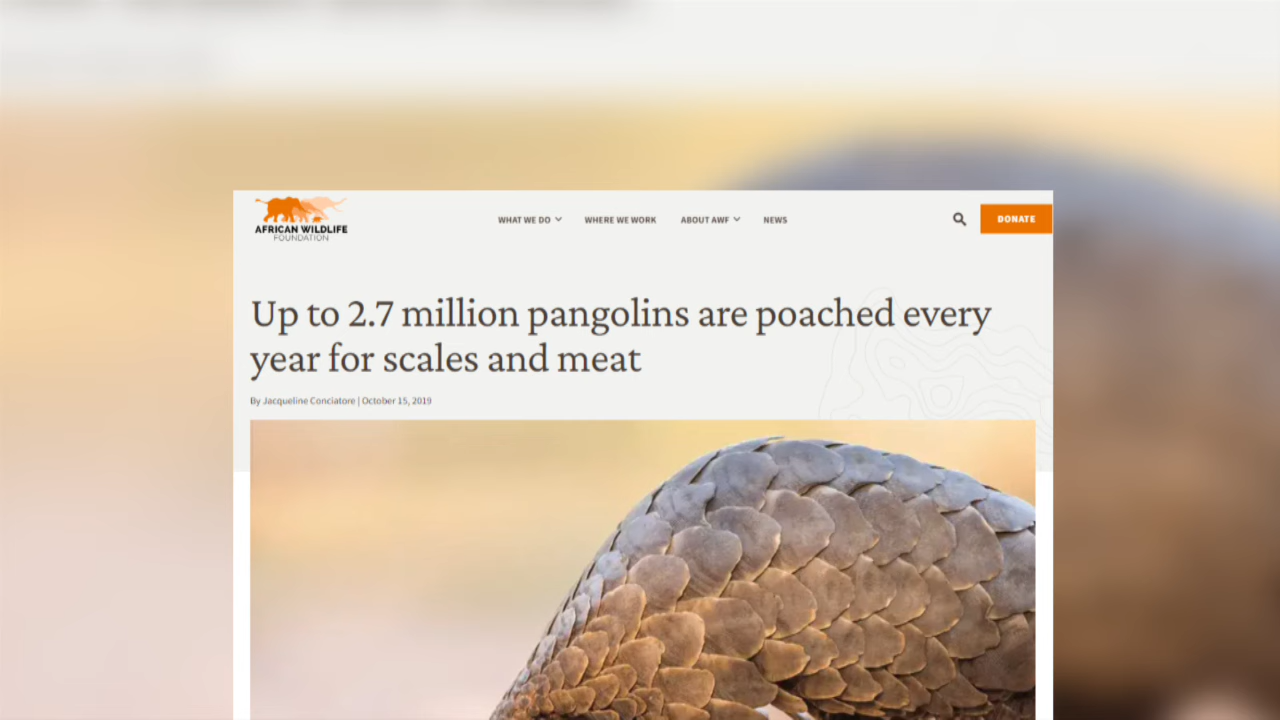 AFRICAN WILDLIFE
FOUNDATION
WHAT WE DO
WHERE WE WORK
ABOUT AWF
NEWS
DONATE
Up to 2.7 million pangolins are poached every
year for scales and meat
By Jacqueline Conciatore | October 15, 2019